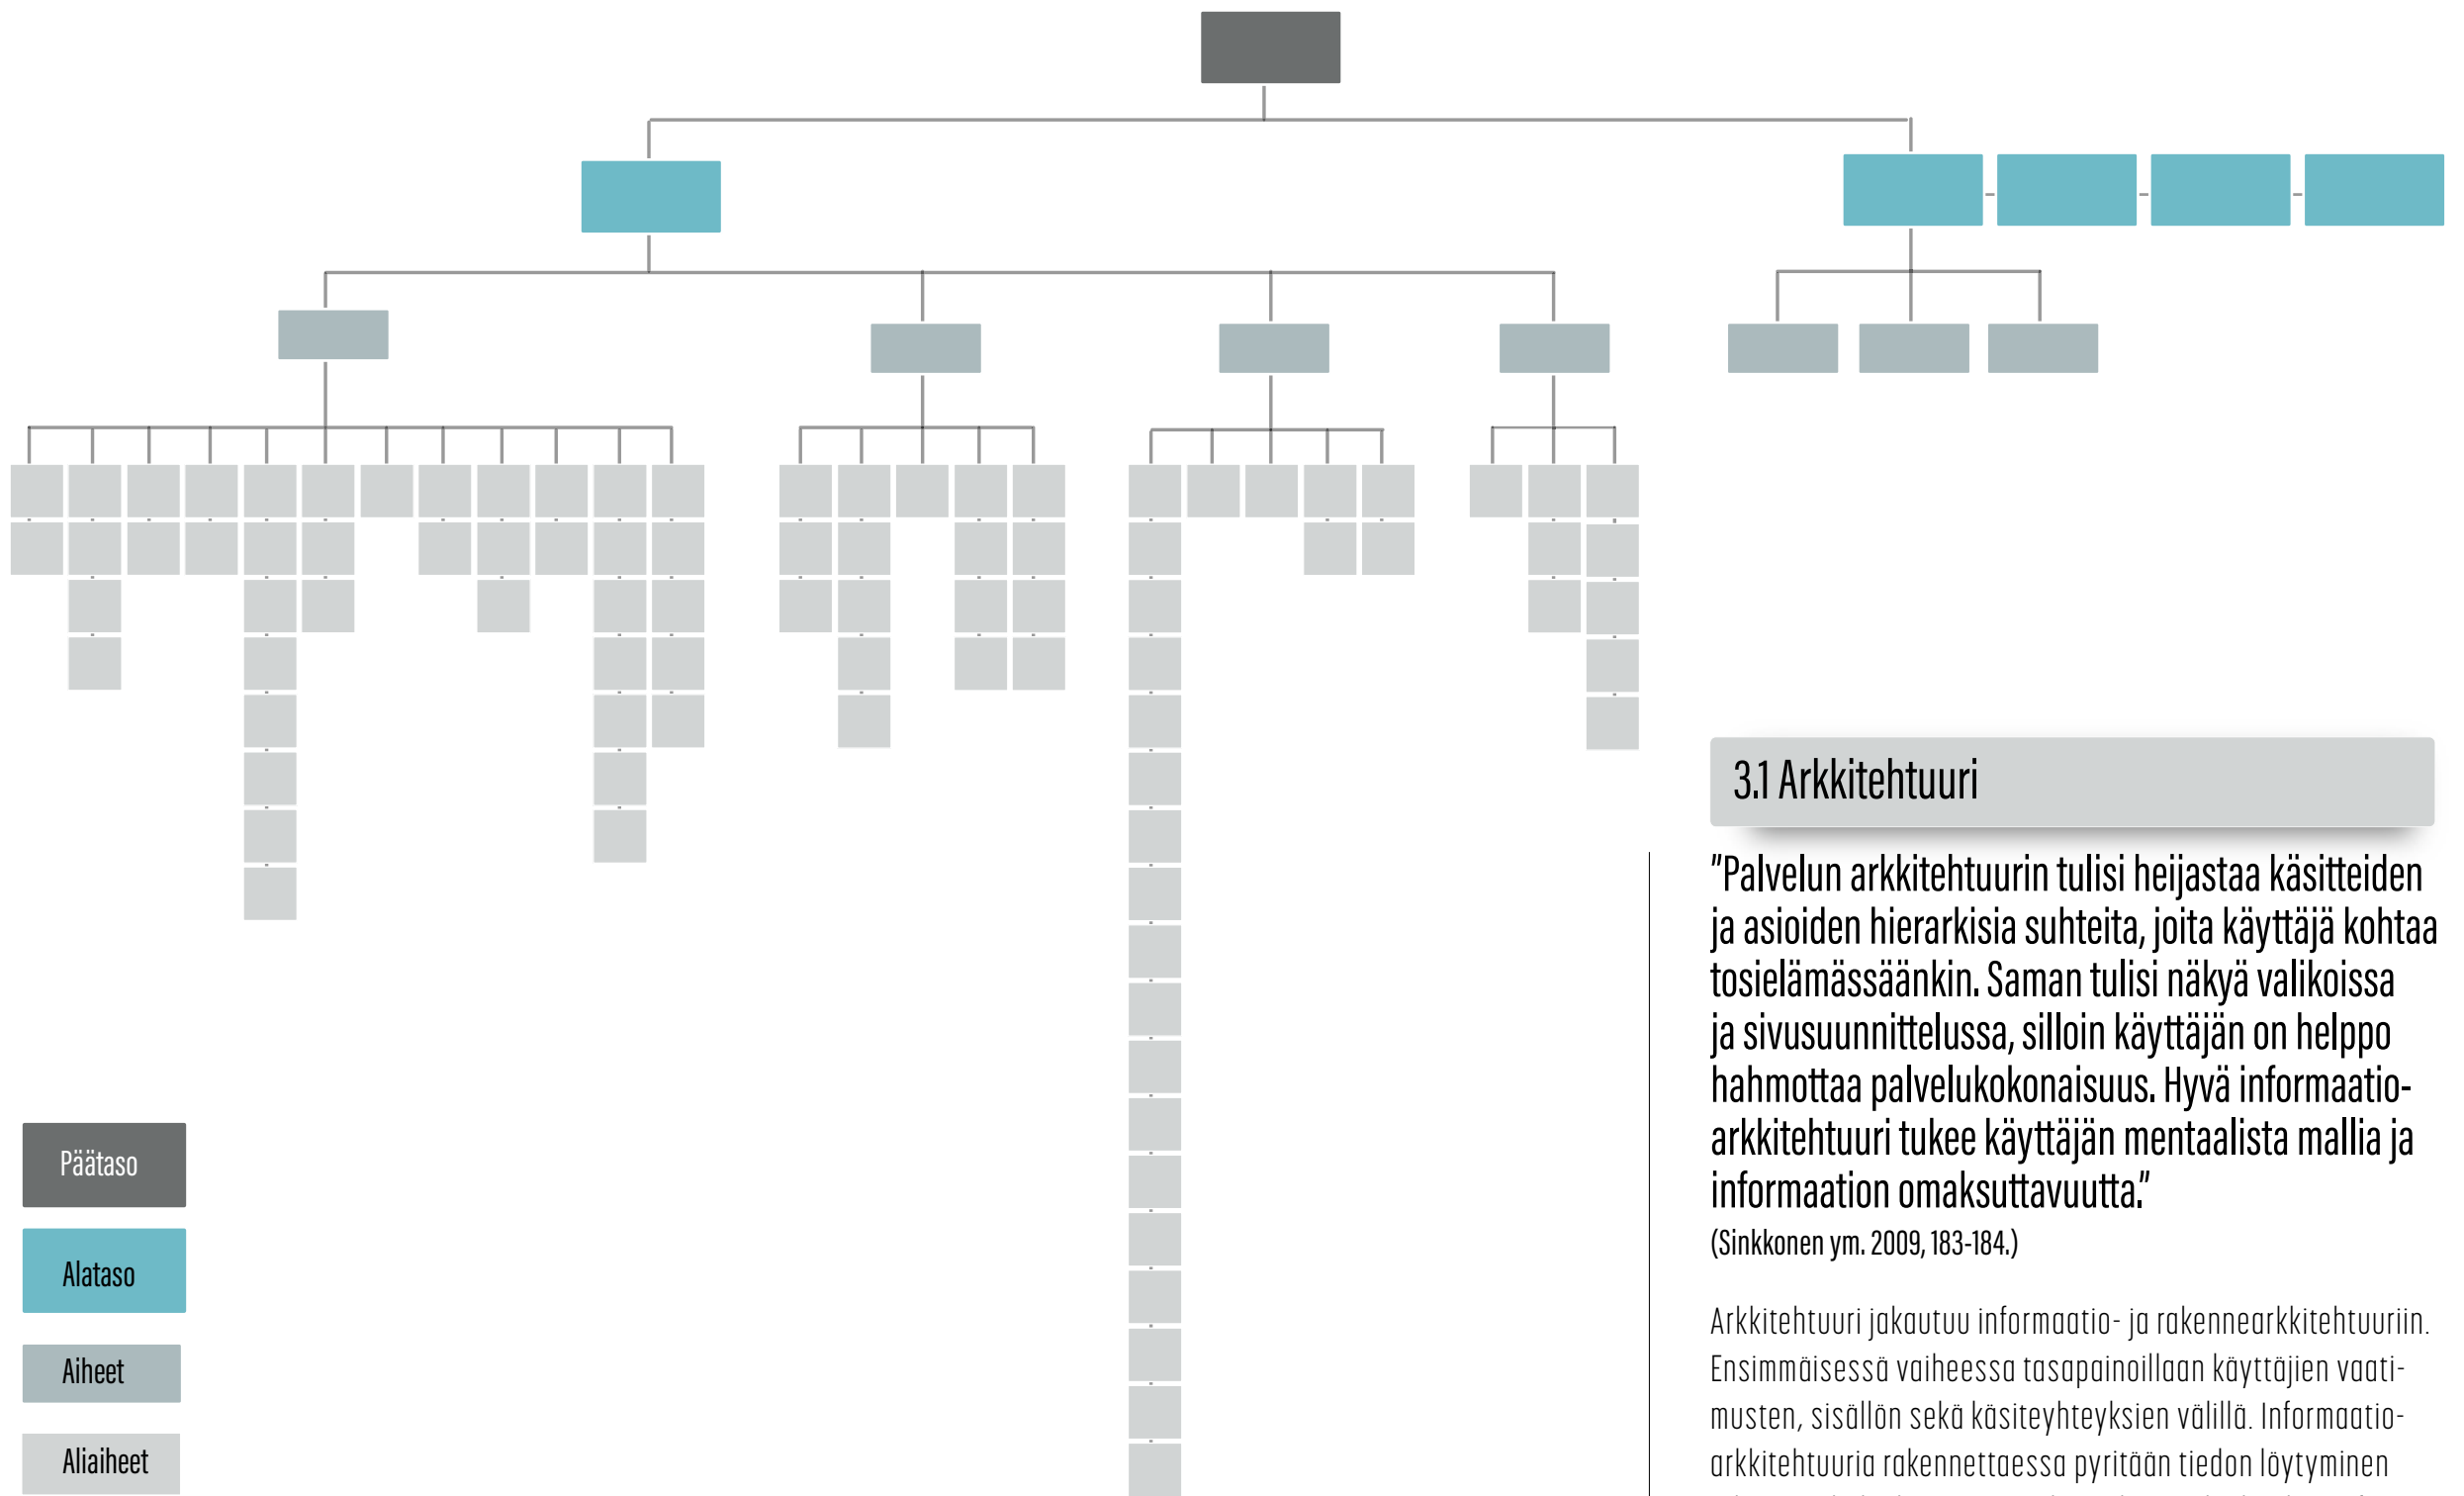 3.1 Arkkitehtuuri
”Palvelun arkkitehtuurin tulisi heijastaa käsitteiden
ja asioiden hierarkisia suhteita, joita käyttäjä kohtaa
tosielämässäänkin. Saman tulisi näkyä valikoissa
ja sivusuunnittelussa, silloin käyttäjän on helppo
hahmottaa palvelukokonaisuus. Hyvä informaatio-
arkkitehtuuri tukee käyttäjän mentaalista mallia ja
informaation omaksuttavuutta.”
(Sinkkonen ym. 2009, 183-184.)
Arkkitehtuuri jakautuu informaatio- ja rakennearkkitehtuuriin.
Ensimmäisessä vaiheessa tasapainoillaan käyttäjien vaati-
musten, sisällön sekä käsiteyhteyksien välillä. Informaatio-
arkkitehtuuria rakennettaessa pyritään tiedon löytyminen
Päätaso
Alataso
Aiheet
Aliaiheet